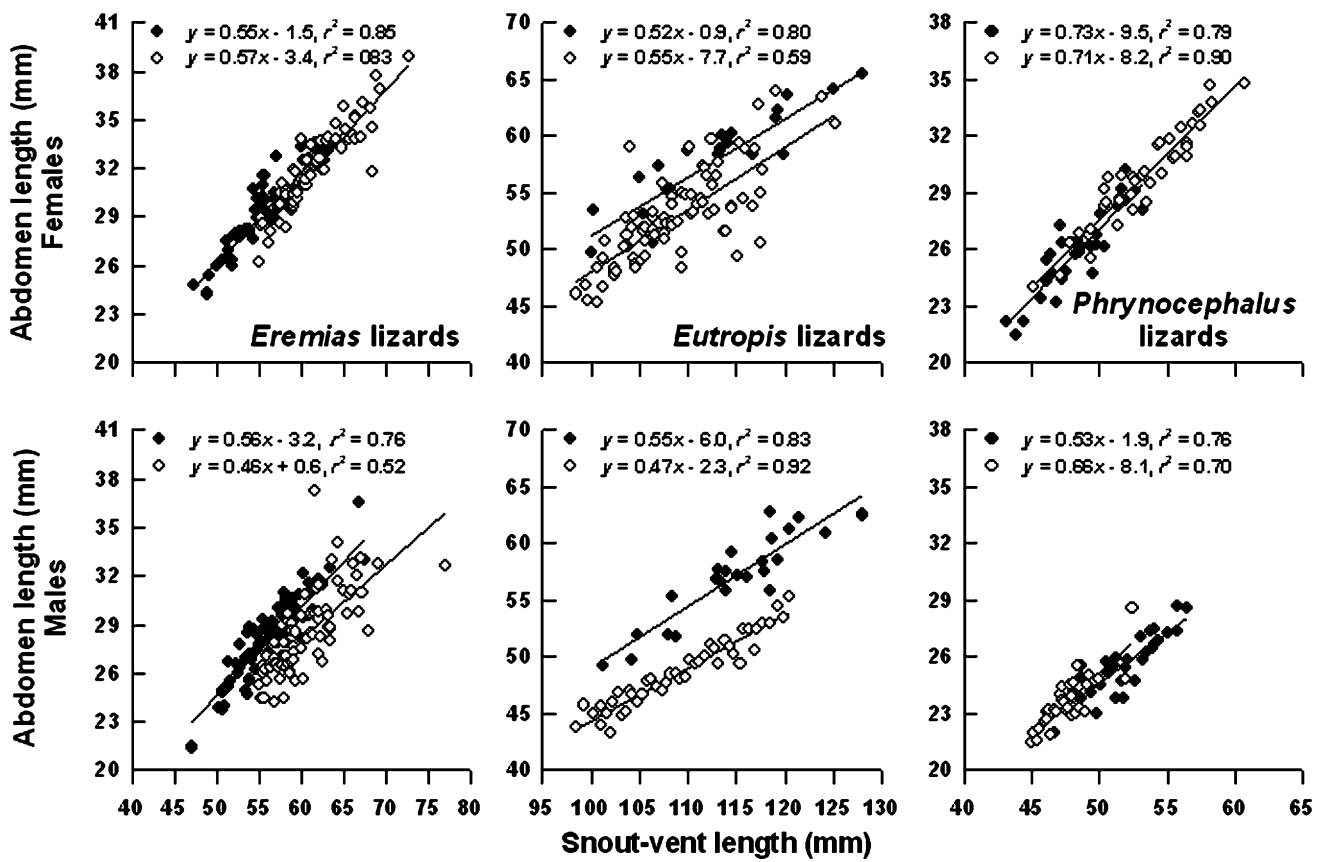 Abdomen length (mm)
Females
41
38
35
32
29
26
23
20
y = 0.55x - 1.5, r² = 0.85
y = 0.57x - 3.4, r² = 083
Eremias lizards
70
65
60
55
50
45
40
y = 0.52x - 0.9, r² = 0.80
y = 0.55x - 7.7, r² = 0.59
Eutropis lizards
38
35
32
29
26
23
20
y = 0.73x - 9.5, r² = 0.79
y = 0.71x - 8.2, r² = 0.90
Phrynocephalus
lizards
65
Abdomen length (mm)
Males
41
38
35
32
29
26
23
20
y = 0.56x - 3.2, r² = 0.76
y = 0.46x + 0.6, r² = 0.52
40 45 50 55 60 65 70 75 80
70
65
60
55
50
45
40
y = 0.55x - 6.0, r² = 0.83
y = 0.47x - 2.3, r² = 0.92
95 100 105 110 115 120 125 130
38
35
32
29
26
23
20
y = 0.53x - 1.9, r² = 0.76
y = 0.66x - 8.1, r² = 0.70
40 45 50 55 60 65
Snout-vent length (mm)